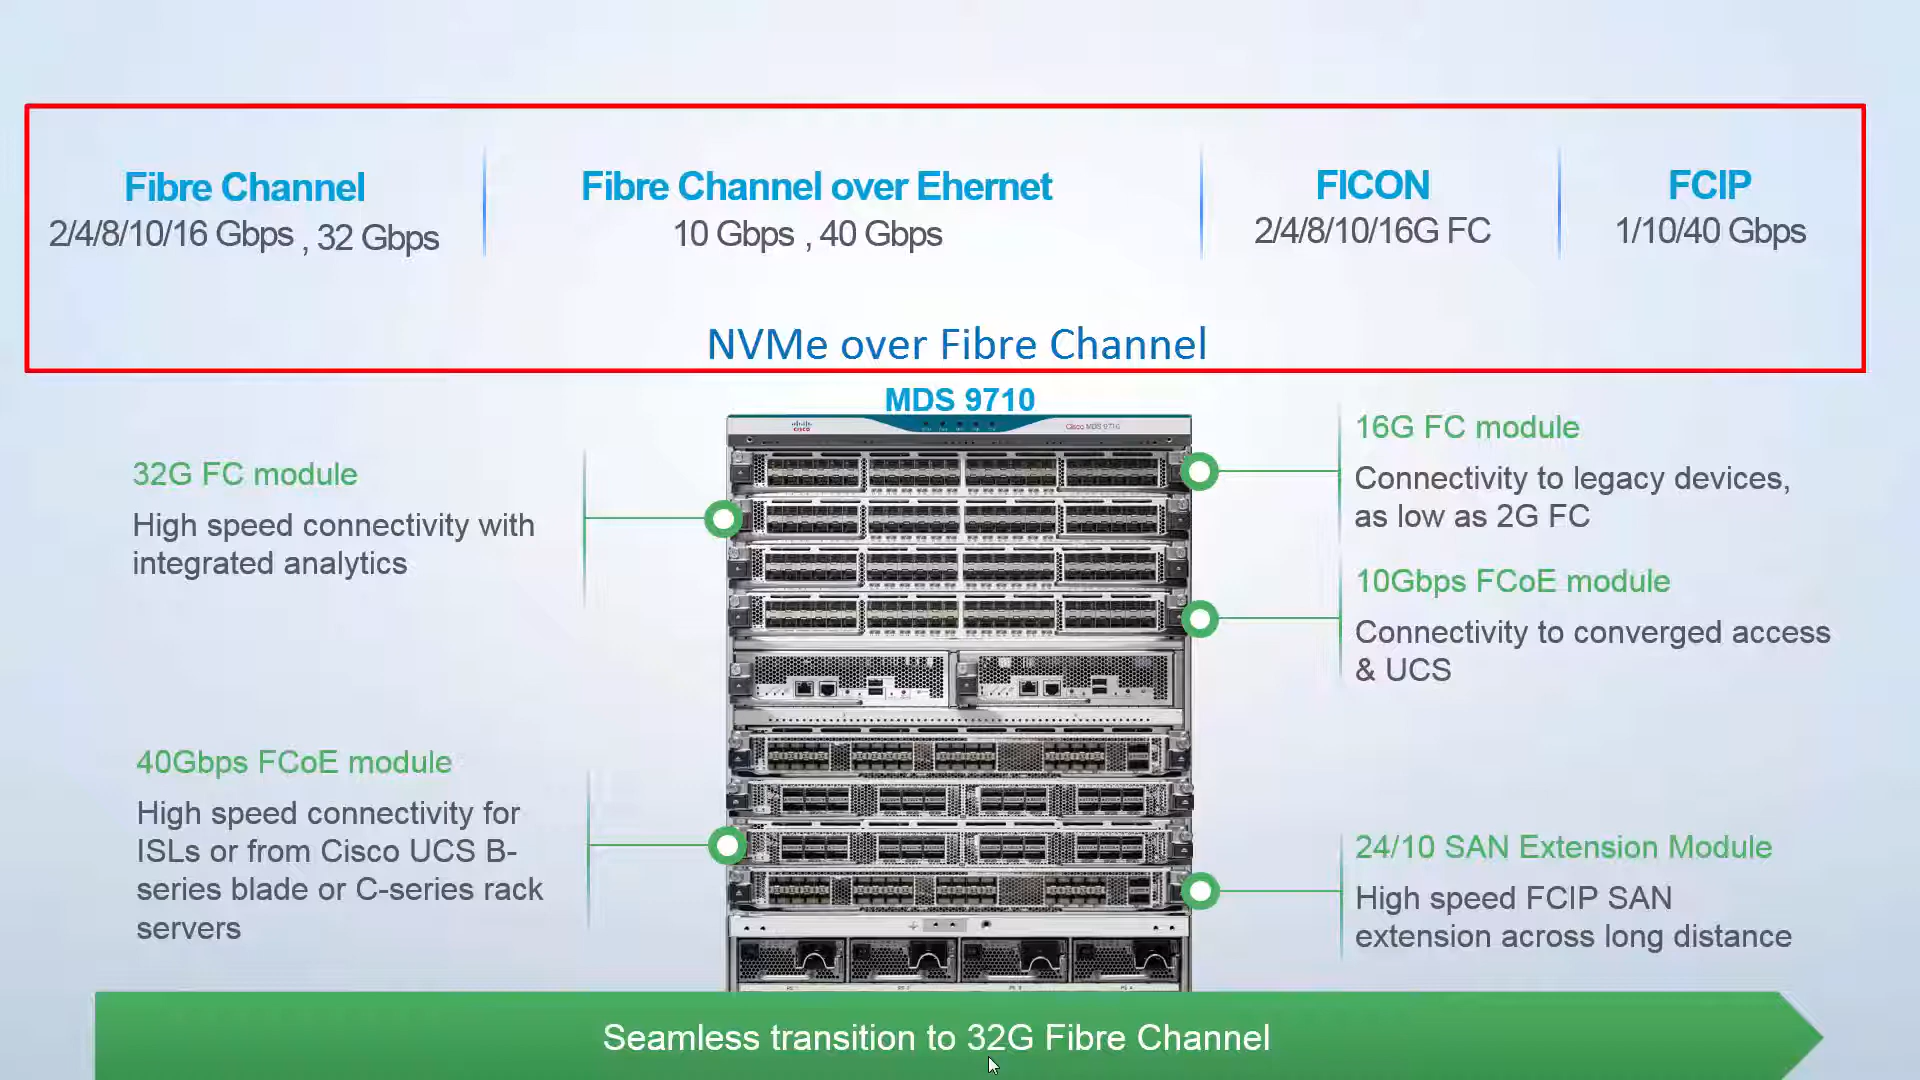 Fibre Channel
2/4/8/10/16 Gbps , 32 Gbps
Fibre Channel over Ehernet
10 Gbps , 40 Gbps
FICON
2/4/8/10/16G FC
FCIP
1/10/40 Gbps
NVMe over Fibre Channel
MDS 9710
cisco
Cisco MDS 9710
32G FC module
High speed connectivity with
integrated analytics
40Gbps FCoE module
High speed connectivity for
ISLs or from Cisco UCS B-
series blade or C-series rack
servers
16G FC module
Connectivity to legacy devices,
as low as 2G FC
10Gbps FCoE module
Connectivity to converged access
& UCS
24/10 SAN Extension Module
High speed FCIP SAN
extension across long distance
Seamless transition to 32G Fibre Channel